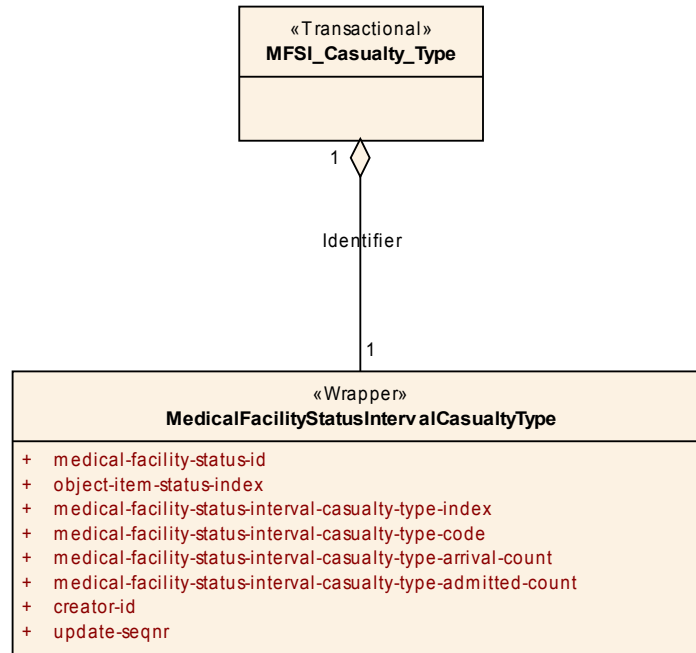 «Transactional»
MFSI_Casualty_Type
1
Identifier
1
«Wrapper»
MedicalFacilityStatusIntervalCasualtyType
+ medical-facility-status-id
+ object-item-status-index
+ medical-facility-status-interval-casualty-type-index
+ medical-facility-status-interval-casualty-type-code
+ medical-facility-status-interval-casualty-type-arrival-count
+ medical-facility-status-interval-casualty-type-admitted-count
+ creator-id
+ update-seqnr